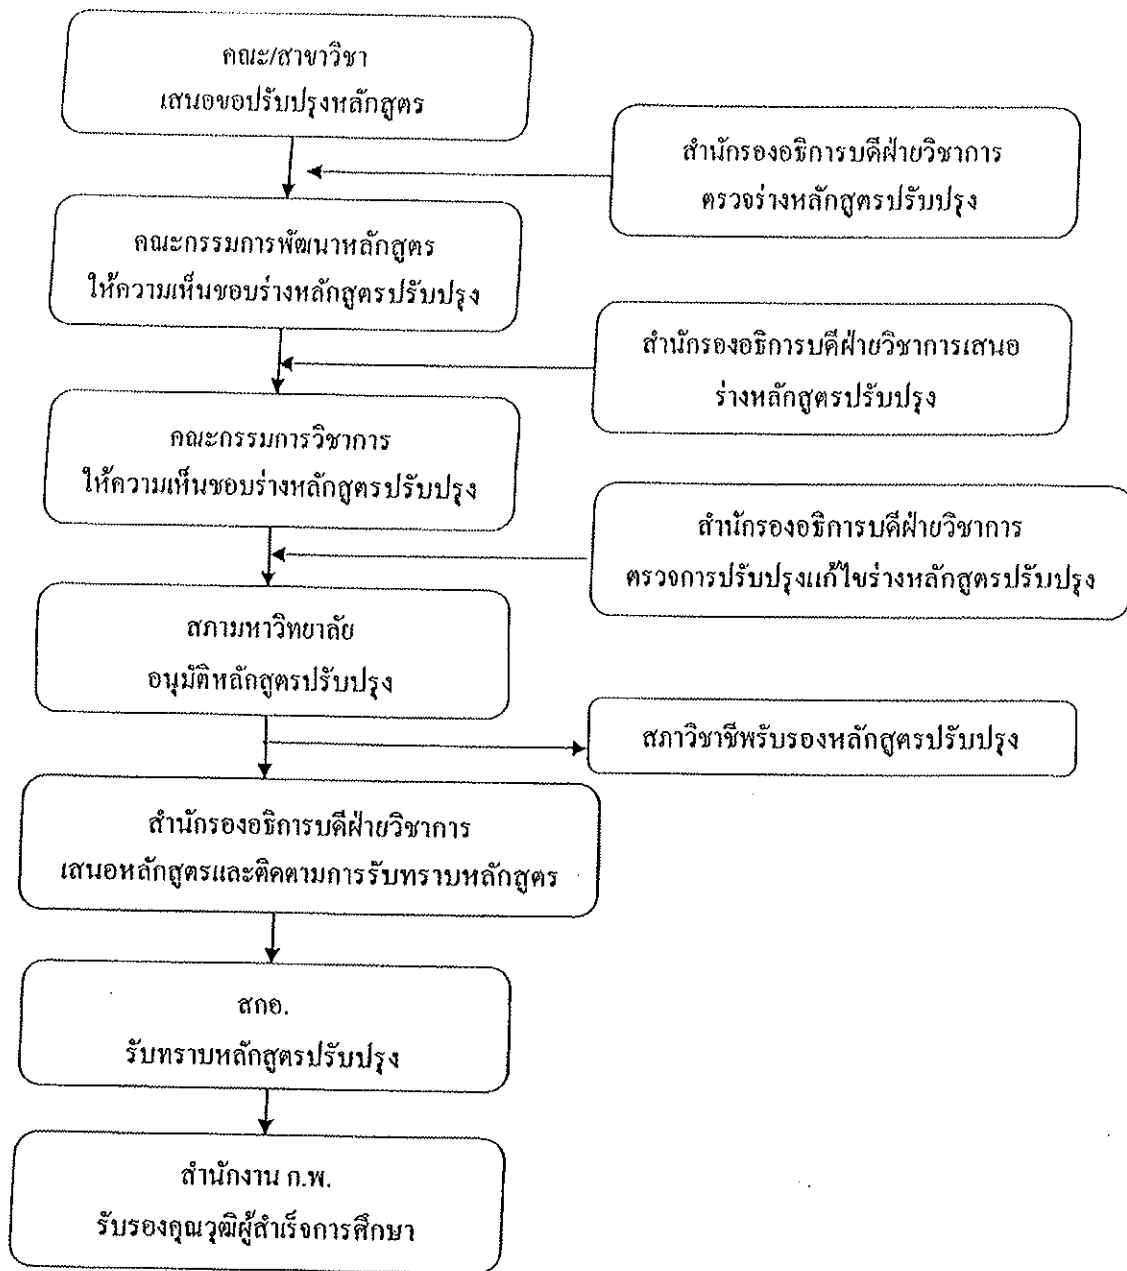 คณะ/สาขาวิชา
เสนอขอปรับปรุงหลักสูตร
สำนักรองอธิการบดีฝ่ายวิชาการ
ตรวจร่างหลักสูตรปรับปรุง
คณะกรรมการพัฒนาหลักสูตร
ให้ความเห็นชอบร่างหลักสูตรปรับปรุง
สำนักรองอธิการบดีฝ่ายวิชาการเสนอ
ร่างหลักสูตรปรับปรุง
คณะกรรมการวิชาการ
ให้ความเห็นชอบร่างหลักสูตรปรับปรุง
สำนักรองอธิการบดีฝ่ายวิชาการ
ตรวจการปรับปรุงแก้ไขร่างหลักสูตรปรับปรุง
สภามหาวิทยาลัย
อนุมัติหลักสูตรปรับปรุง
สภาวิชาชีพรับรองหลักสูตรปรับปรุง
สำนักรองอธิการบดีฝ่ายวิชาการ
เสนอหลักสูตรและติดตามการรับทราบหลักสูตร
สกอ.
รับทราบหลักสูตรปรับปรุง
สำนักงาน ก.พ.
รับรองคุณวุฒิผู้สำเร็จการศึกษา